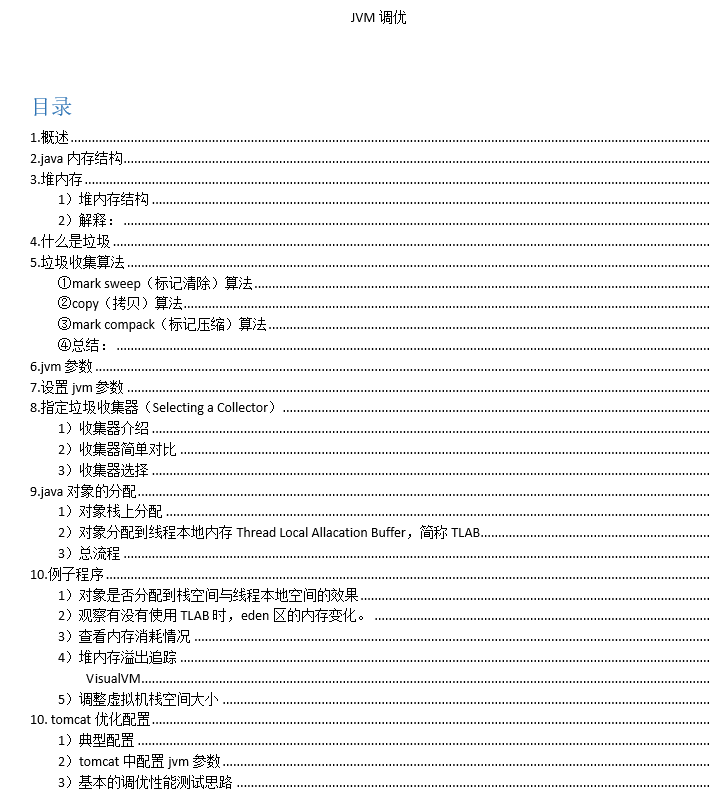 JVM 调优
目录
1.概述
2.java 内存结构
3.堆内存
1）堆内存结构
2）解释：
4.什么是垃圾
5.垃圾收集算法
①mark sweep（标记清除）算法
②copy（拷贝）算法
③mark compack（标记压缩）算法
④总结：
6.jvm 参数
7.设置 jvm 参数
8.指定垃圾收集器（Selecting a Collector）
1）收集器介绍
2）收集器简单对比
3）收集器选择
9.java 对象的分配
1）对象栈上分配
2）对象分配到线程本地内存 Thread Local Allacation Buffer，简称 TLAB
3）总流程
10.例子程序
1）对象是否分配到栈空间与线程本地空间的效果
2）观察有没有使用 TLAB 时，eden 区的内存变化。
3）查看内存消耗情况
4）堆内存溢出追踪
VisualVM
5）调整虚拟机栈空间大小
10. tomcat 优化配置
1）典型配置
2）tomcat 中配置 jvm 参数
3）基本的调优性能测试思路